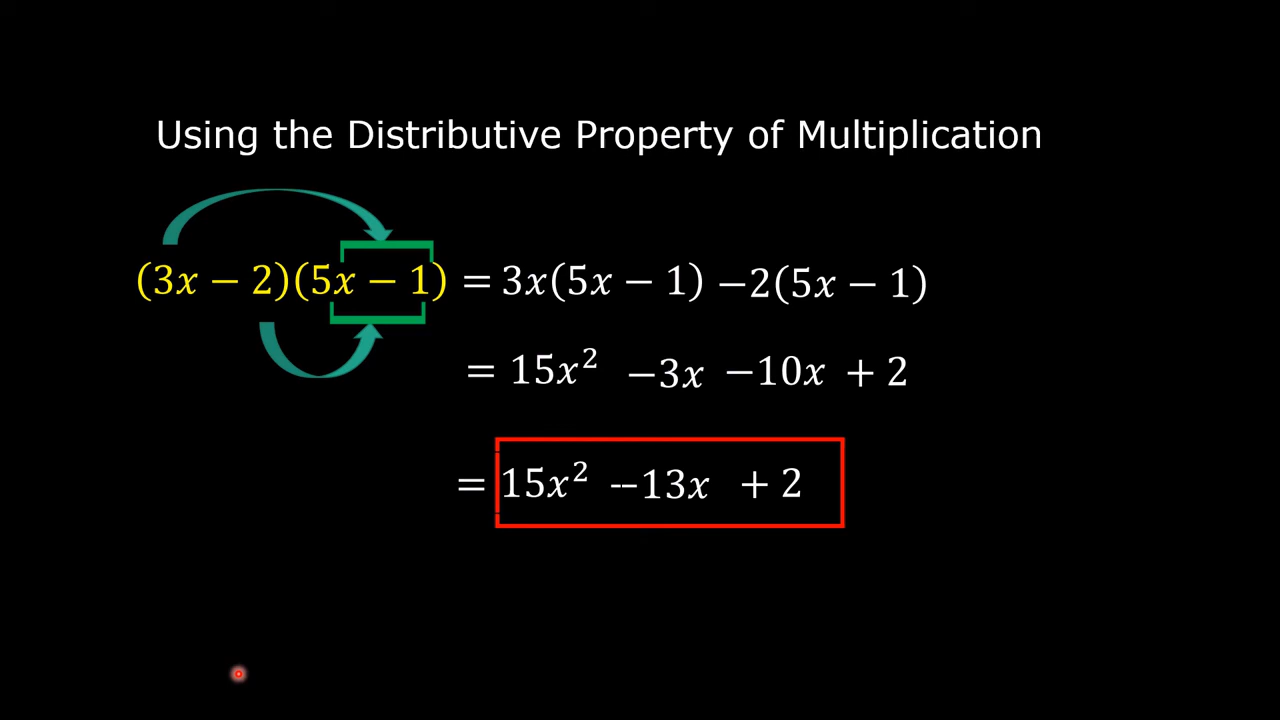 Using the Distributive Property of Multiplication
(3x − 2)(5x − 1) = 3x(5x − 1) −2(5x − 1)
= 15x² −3x −10x + 2
= 15x² −−13x + 2